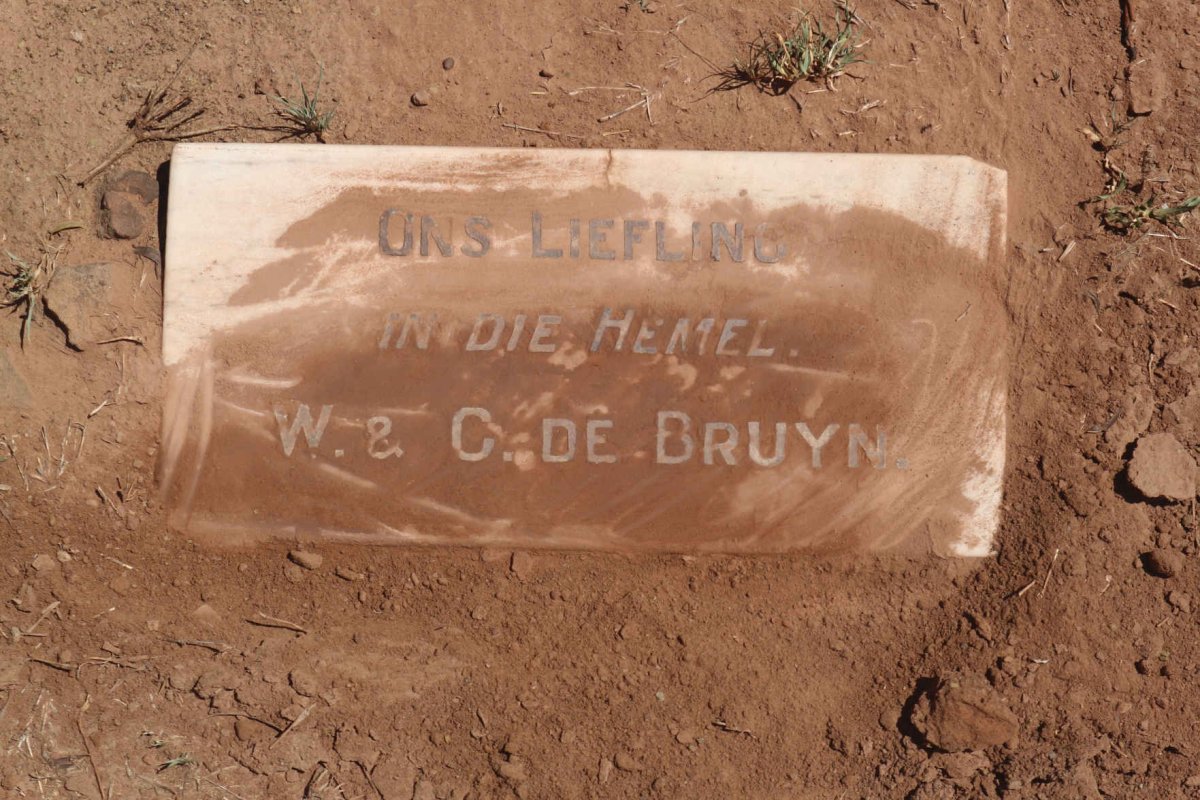 ONS LIEFLING
IN DIE HEMEL.
W. & C. DE BRUYN.